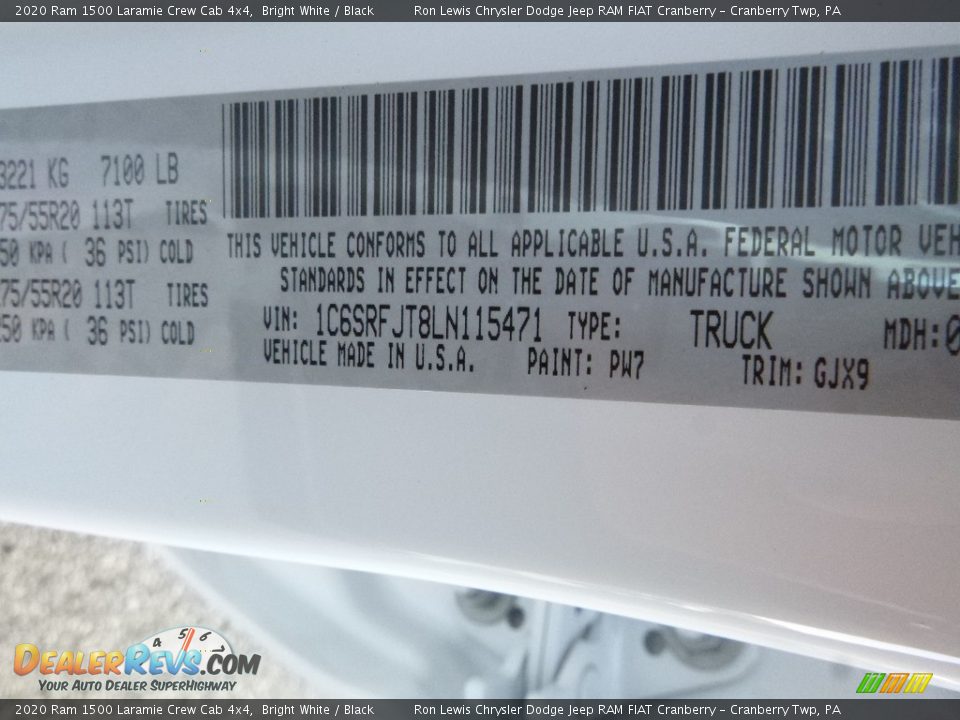 2020 Ram 1500 Laramie Crew Cab 4x4, Bright White / Black Ron Lewis Chrysler Dodge Jeep RAM FIAT Cranberry – Cranberry Twp, PA
3221 KG 7100 LB
75/55R20 113T TIRES
50 KPA ( 36 PSI) COLD
75/55R20 113T TIRES
250 KPA ( 36 PSI) COLD
THIS VEHICLE CONFORMS TO ALL APPLICABLE U.S.A. FEDERAL MOTOR VEH
STANDARDS IN EFFECT ON THE DATE OF MANUFACTURE SHOWN ABOVE
VIN: 1C6SRFJT8LN115471 TYPE: TRUCK MDH:0
VEHICLE MADE IN U.S.A. PAINT: PW7 TRIM: GJX9
4 5 6
DealerRevs.com
Your Auto Dealer SuperHighway
2020 Ram 1500 Laramie Crew Cab 4x4, Bright White / Black Ron Lewis Chrysler Dodge Jeep RAM FIAT Cranberry – Cranberry Twp, PA